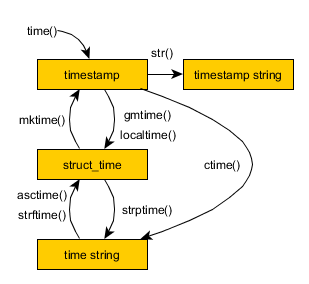 time()
str()
timestamp
timestamp string
mktime()
gmtime()
localtime()
struct_time
ctime()
asctime()
strftime()
strptime()
time string